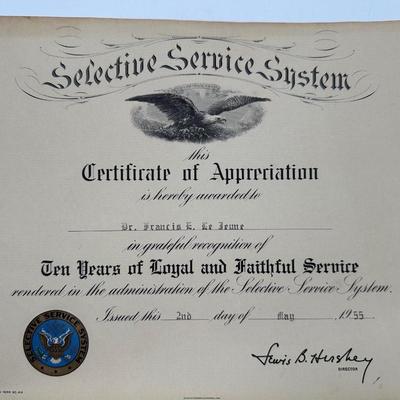 Selective Service System
this
Certificate of Appreciation
is hereby awarded to
Dr. Francis E. Le Jeune
in grateful recognition of
Ten Years of Loyal and Faithful Service
rendered in the administration of the Selective Service System.
Issued this 2nd day of May 1955
SELECTIVE SERVICE SYSTEM
Lewis B. Hershey
DIRECTOR